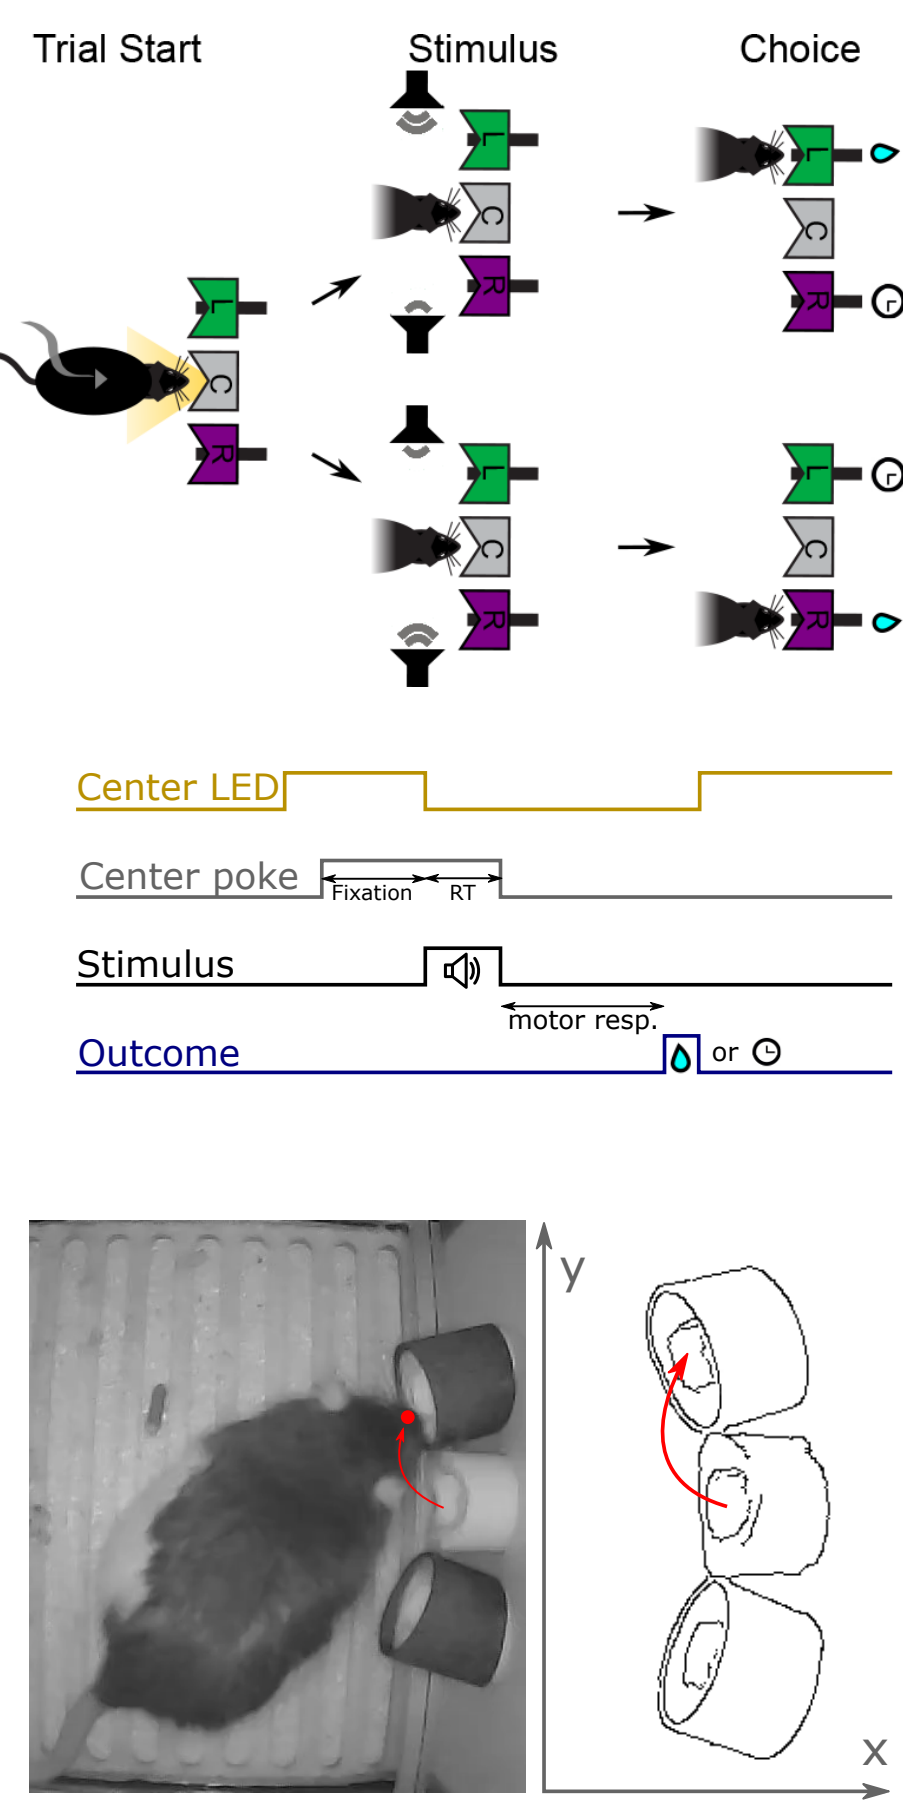 Trial Start
Stimulus
Choice
L
C
R
L
C
R
L
C
R
L
C
R
L
C
R
Center LED
Center poke
Fixation
RT
Stimulus
motor resp.
Outcome
or
y
x